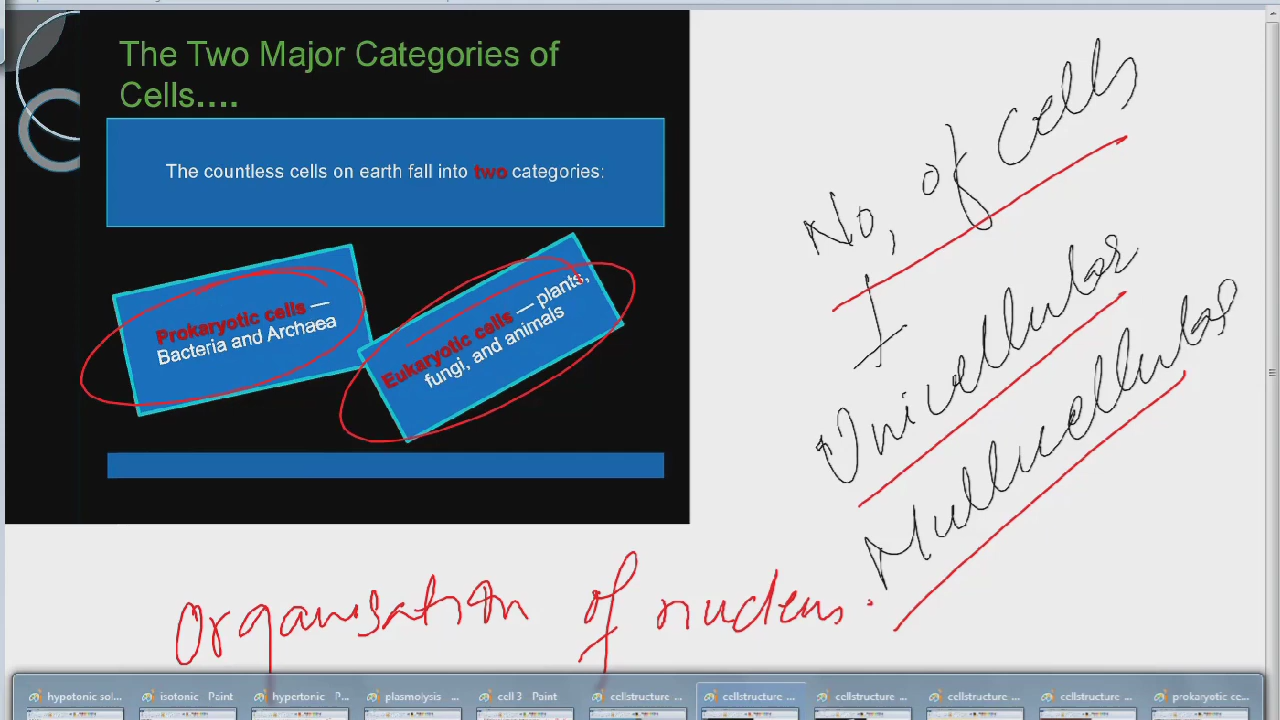 The Two Major Categories of
Cells....
The countless cells on earth fall into two categories:
Prokaryotic cells —
Bacteria and Archaea
Eukaryotic cells — plants,
fungi, and animals
No, of cells
Unicellular
Multicellular
Organisation of nucleus.
hypotonic sol...
isotonic - Paint
hypertonic - P...
plasmolysis - ...
cell 3 - Paint
cellstructure ...
cellstructure ...
cellstructure ...
cellstructure ...
cellstructure ...
prokaryotic ce...